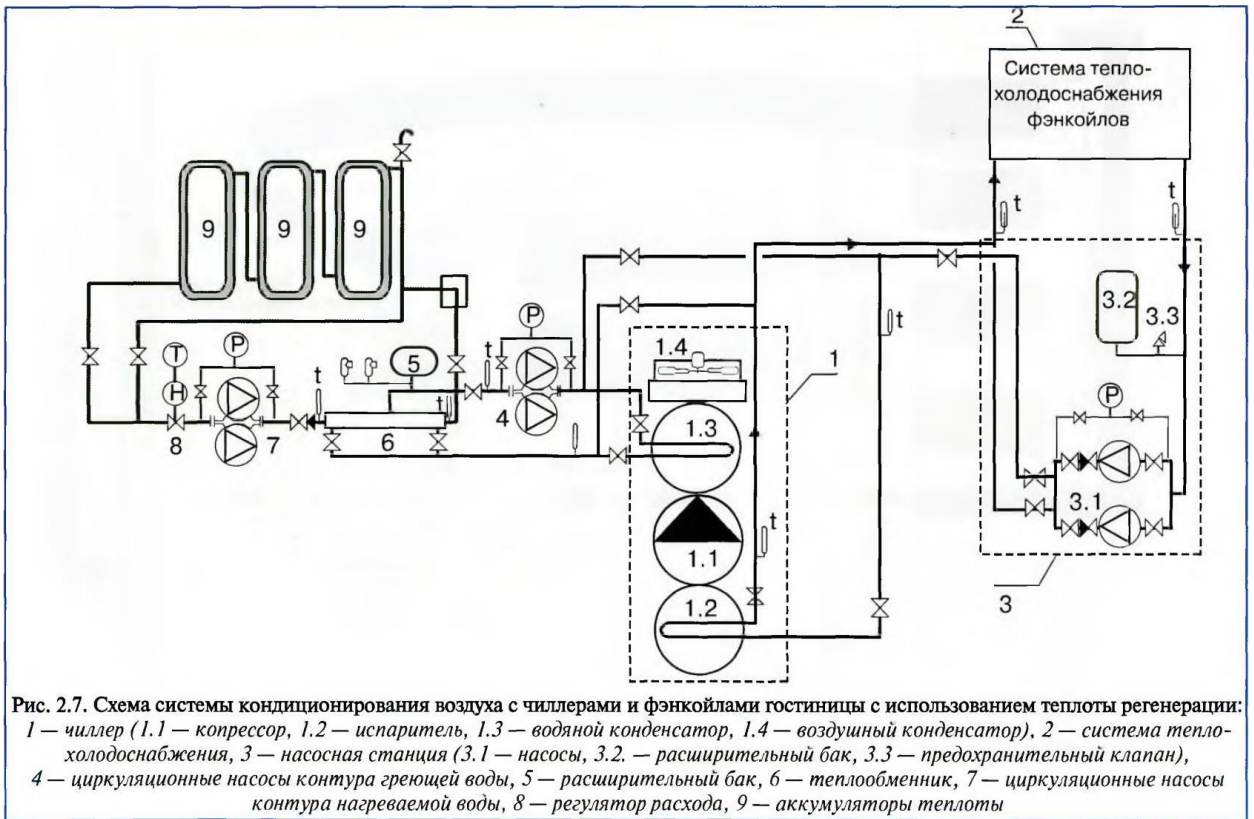 2
Система тепло-
холодоснабжения
фэнкойлов
t
t
9
9
9
3.2
3.3
P
5
t
t
1.4
1
T
H
P
t
t
4
P
8
7
6
1.3
3.1
1.1
t
1.2
3
Рис. 2.7. Схема системы кондиционирования воздуха с чиллерами и фэнкойлами гостиницы с использованием теплоты регенерации:
1 — чиллер (1.1 — копрессор, 1.2 — испаритель, 1.3 — водяной конденсатор, 1.4 — воздушный конденсатор), 2 — система тепло-
холодоснабжения, 3 — насосная станция (3.1 — насосы, 3.2. — расширительный бак, 3.3 — предохранительный клапан),
4 — циркуляционные насосы контура греющей воды, 5 — расширительный бак, 6 — теплообменник, 7 — циркуляционные насосы
контура нагреваемой воды, 8 — регулятор расхода, 9 — аккумуляторы теплоты